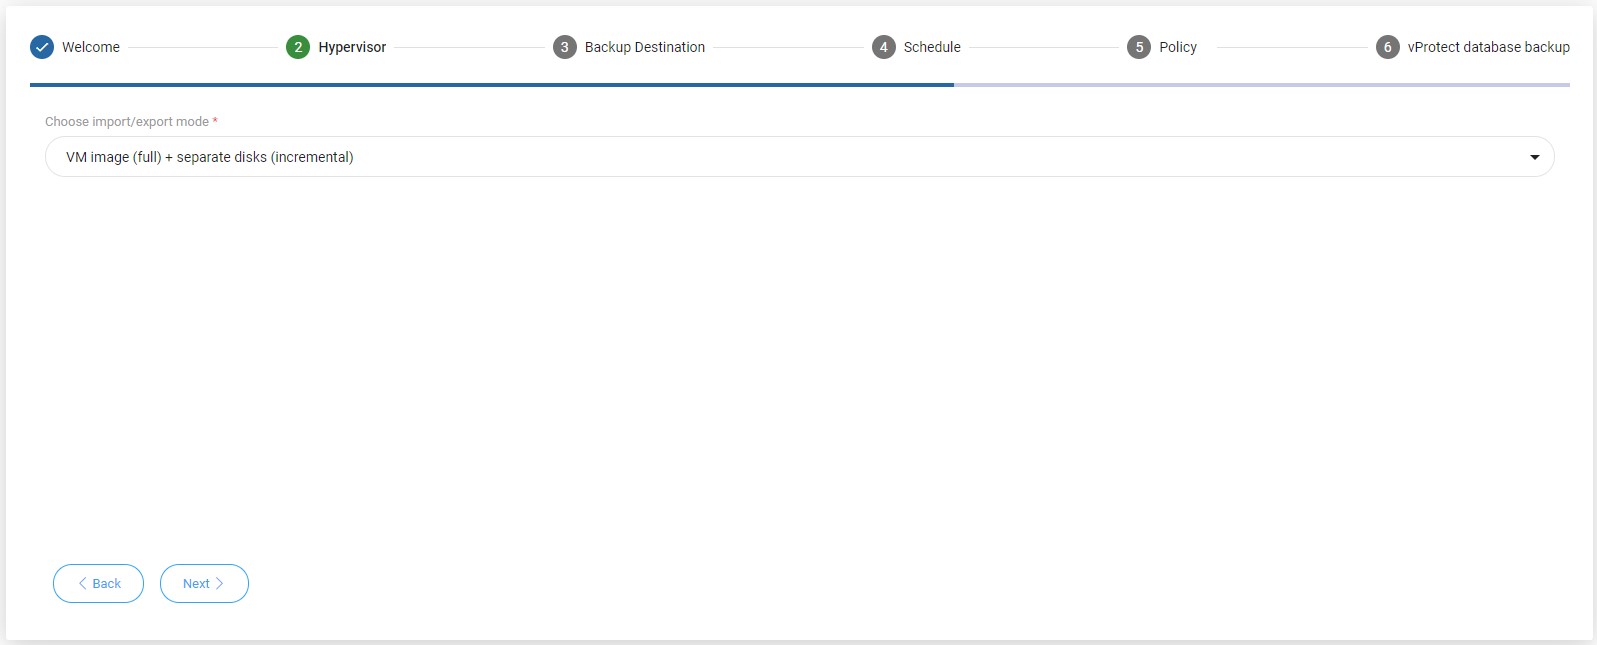 Welcome
2 Hypervisor
3 Backup Destination
4 Schedule
5 Policy
6 vProtect database backup
Choose import/export mode *
VM image (full) + separate disks (incremental)
Back
Next